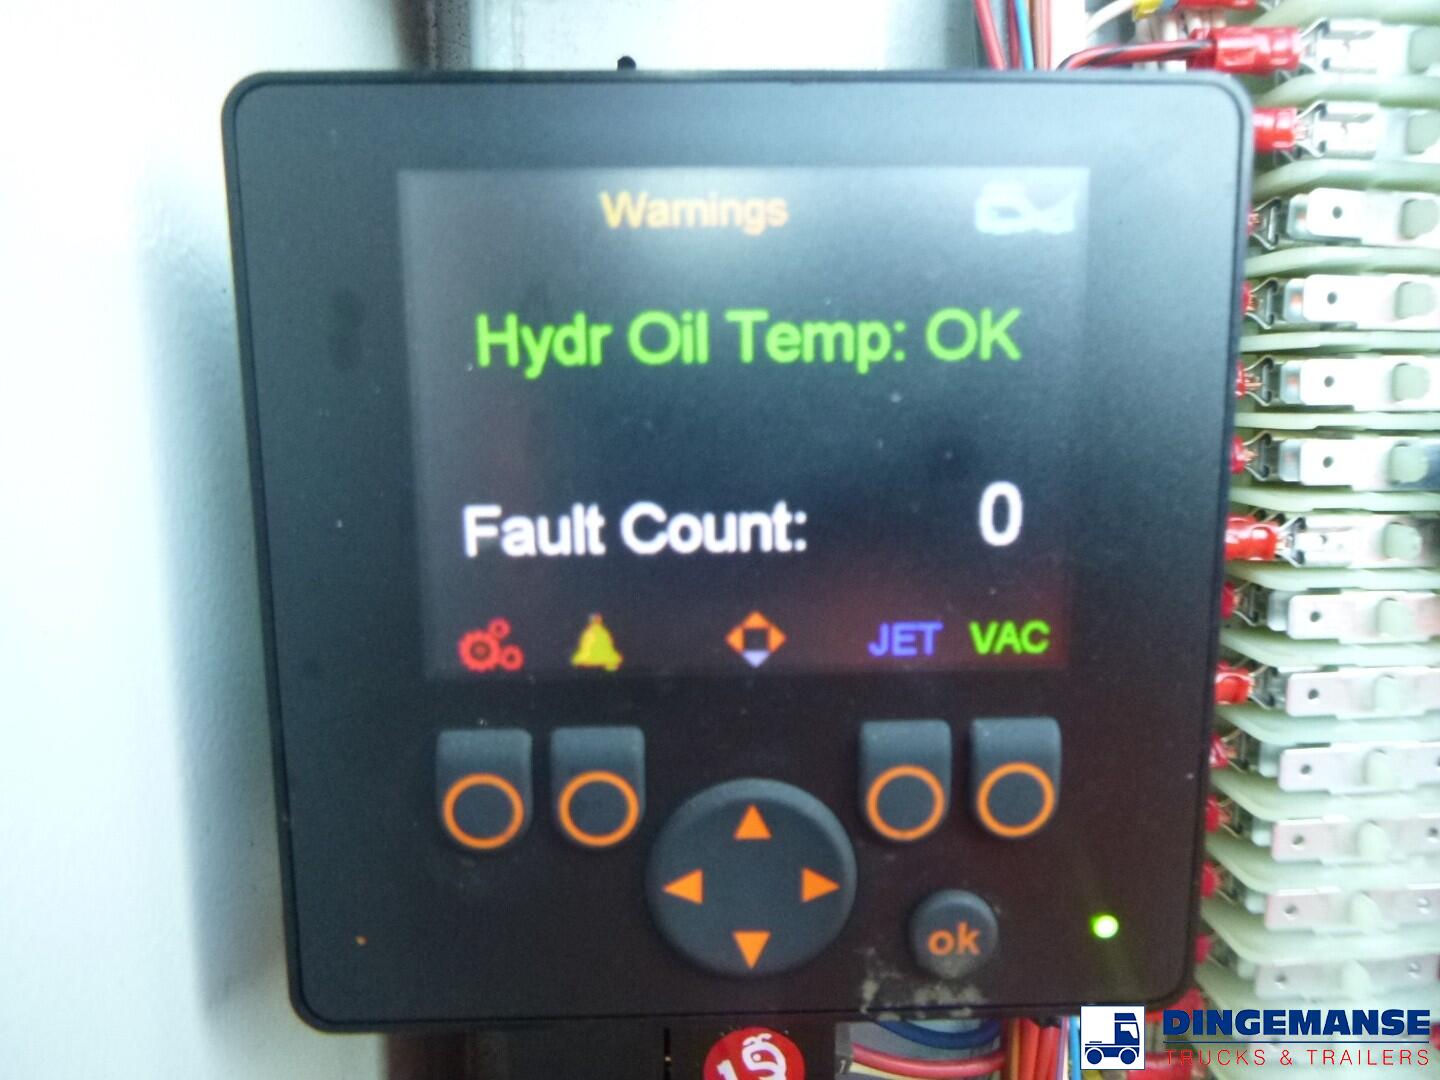 Warnings
Hydr Oil Temp: OK
Fault Count: 0
JET VAC
ok
DINGEMANSE
TRUCKS & TRAILERS